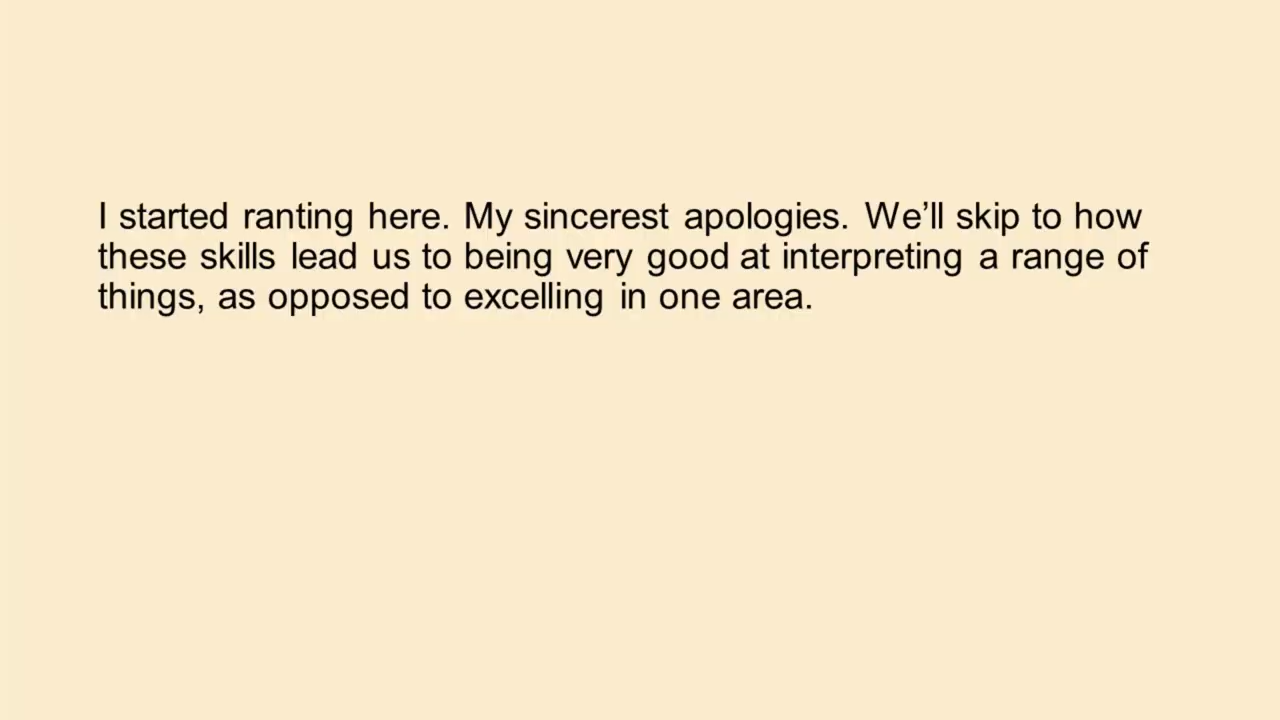 I started ranting here. My sincerest apologies. We’ll skip to how
these skills lead us to being very good at interpreting a range of
things, as opposed to excelling in one area.